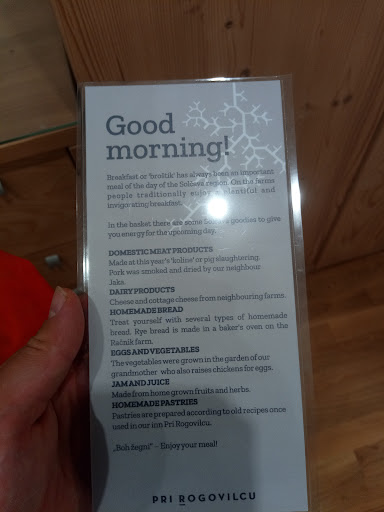 Good
morning!
Breakfast or 'broštik' has always been an important
meal of the day of the Solčava region. On the farms
people traditionally enjoy a plentiful and
invigorating breakfast.
In the basket there are some goodies to give
you energy for the upcoming day.
DOMESTIC MEAT PRODUCTS
Made at this year's 'koline' or pig slaughtering.
Pork was smoked and dried by our neighbour
Jaka.
DAIRY PRODUCTS
Cheese and cottage cheese from neighbouring farms.
HOMEMADE BREAD
Treat yourself with several types of homemade
bread. Rye bread is made in a baker's oven on the
Račnik farm.
EGGS AND VEGETABLES
The vegetables were grown in the garden of our
grandmother who also raises chickens for eggs.
JAM AND JUICE
Made from home grown fruits and herbs.
HOMEMADE PASTRIES
Pastries are prepared according to old recipes once
used in our inn Pri Rogovilcu.
„Boh žegni" – Enjoy your meal!
PRI ROGOVILCU